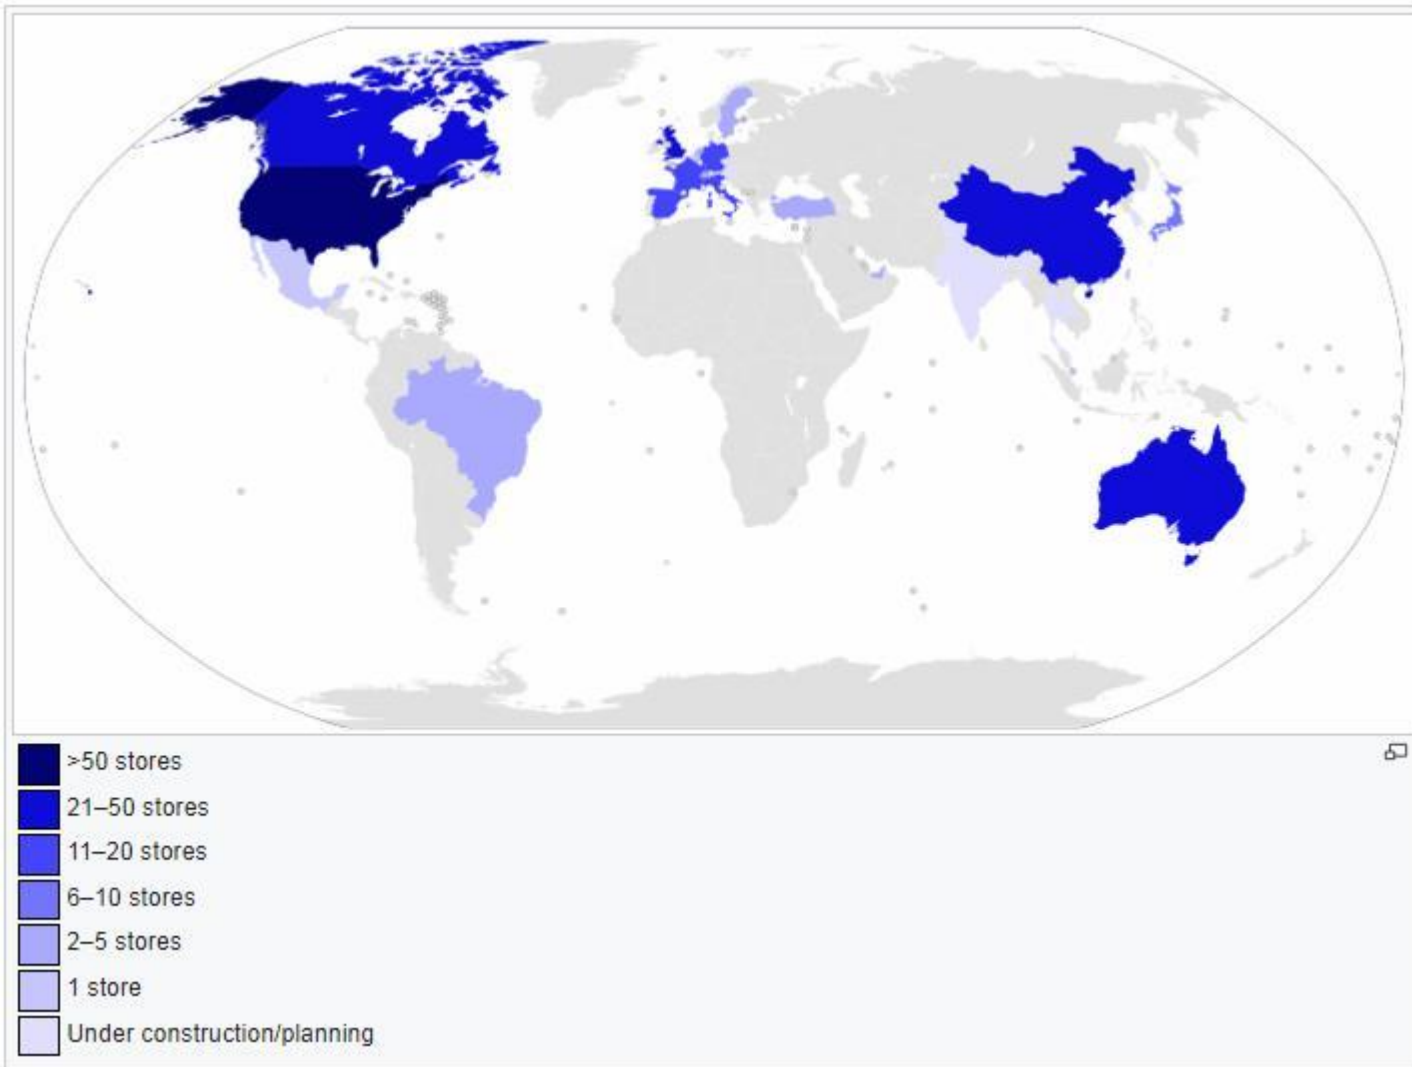 >50 stores
21–50 stores
11–20 stores
6–10 stores
2–5 stores
1 store
Under construction/planning